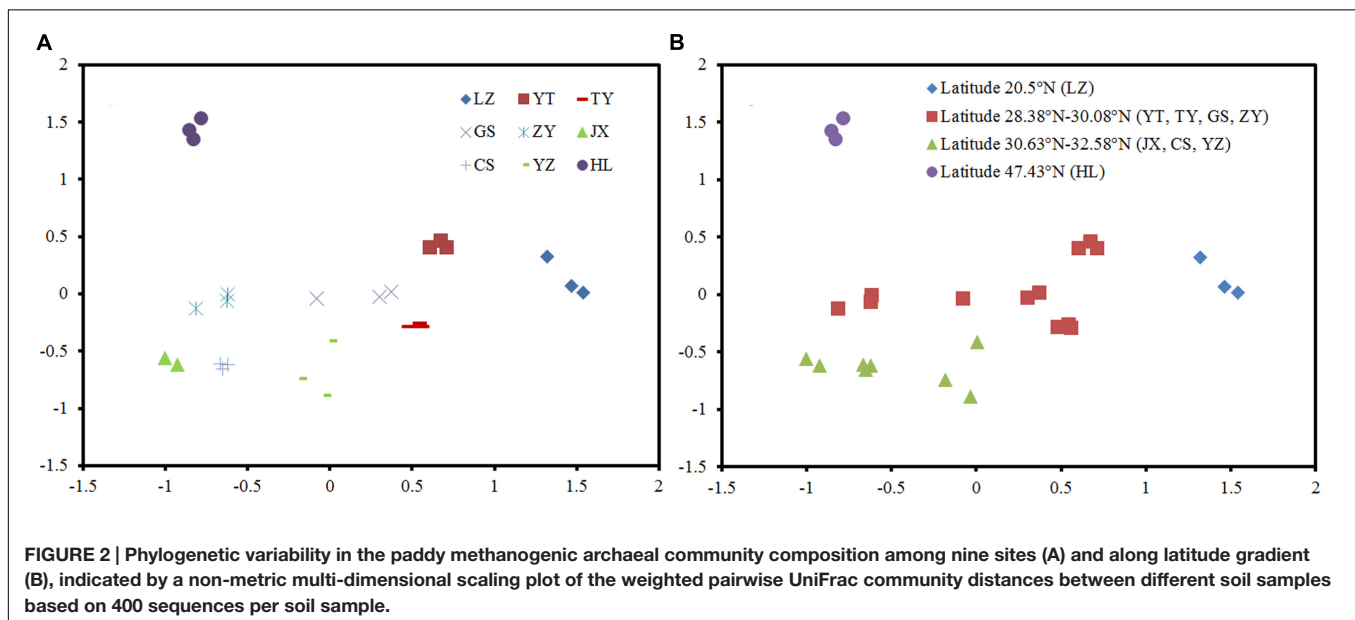 A
2
1.5
1
0.5
0
-0.5
-1
-1.5
-1.5 -1 -0.5 0 0.5 1 1.5 2
LZ YT TY
GS ZY JX
CS YZ HL
B
2
1.5
1
0.5
0
-0.5
-1
-1.5
-1.5 -1 -0.5 0 0.5 1 1.5 2
Latitude 20.5°N (LZ)
Latitude 28.38°N-30.08°N (YT, TY, GS, ZY)
Latitude 30.63°N-32.58°N (JX, CS, YZ)
Latitude 47.43°N (HL)
FIGURE 2 | Phylogenetic variability in the paddy methanogenic archaeal community composition among nine sites (A) and along latitude gradient
(B), indicated by a non-metric multi-dimensional scaling plot of the weighted pairwise UniFrac community distances between different soil samples
based on 400 sequences per soil sample.